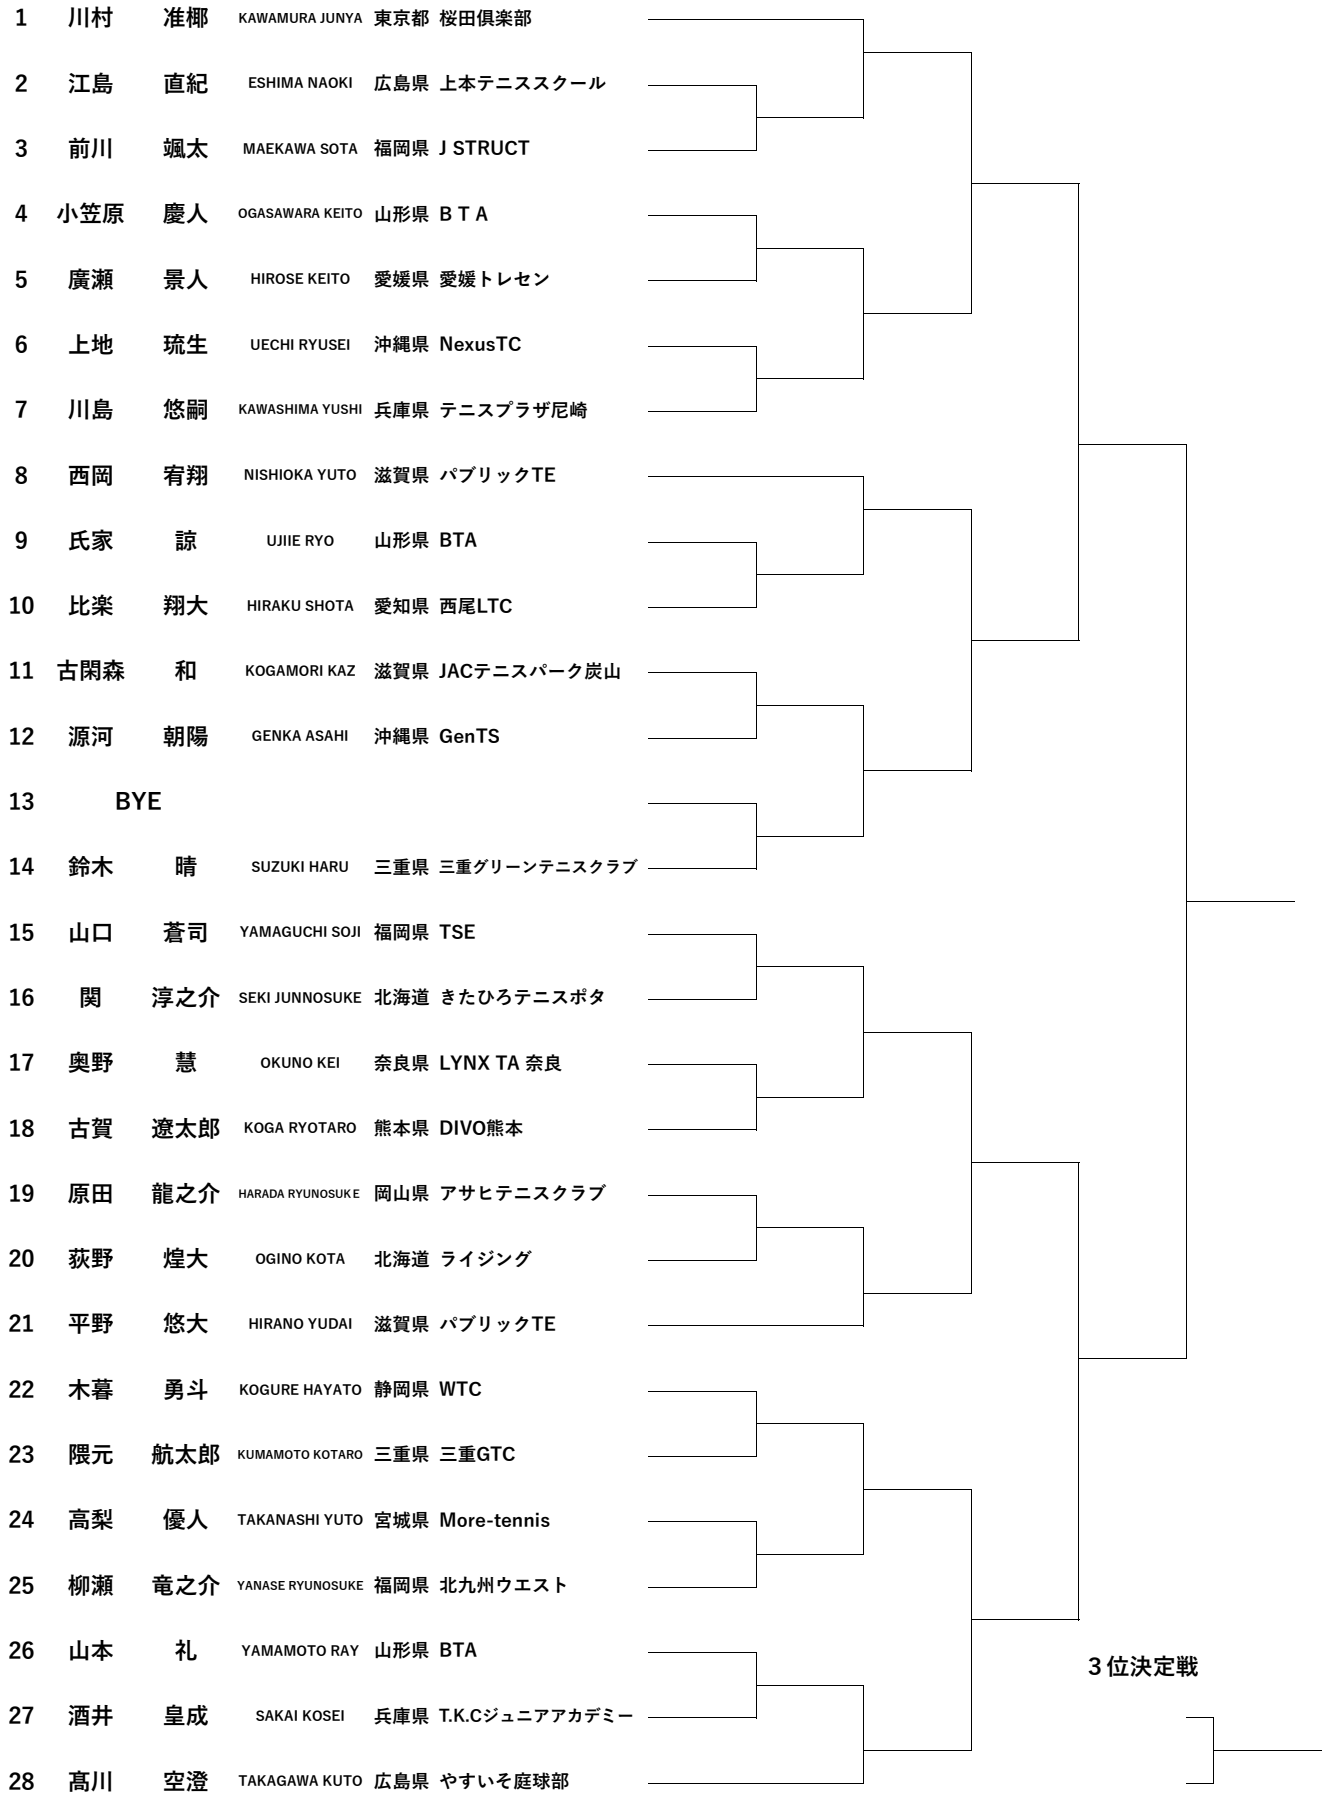 1 川村 准椰 KAWAMURA JUNYA 東京都 桜田倶楽部
2 江島 直紀 ESHIMA NAOKI 広島県 上本テニススクール
3 前川 颯太 MAEKAWA SOTA 福岡県 J STRUCT
4 小笠原 慶人 OGASAWARA KEITO 山形県 B T A
5 廣瀬 景人 HIROSE KEITO 愛媛県 愛媛トレセン
6 上地 琉生 UECHI RYUSEI 沖縄県 NexusTC
7 川島 悠嗣 KAWASHIMA YUSHI 兵庫県 テニスプラザ尼崎
8 西岡 宥翔 NISHIOKA YUTO 滋賀県 パブリックTE
9 氏家 諒 UJIIE RYO 山形県 BTA
10 比楽 翔大 HIRAKU SHOTA 愛知県 西尾LTC
11 古閑森 和 KOGAMORI KAZ 滋賀県 JACテニスパーク炭山
12 源河 朝陽 GENKA ASAHI 沖縄県 GenTS
13 BYE
14 鈴木 晴 SUZUKI HARU 三重県 三重グリーンテニスクラブ
15 山口 蒼司 YAMAGUCHI SOJI 福岡県 TSE
16 関 淳之介 SEKI JUNNOSUKE 北海道 きたひろテニスポタ
17 奥野 慧 OKUNO KEI 奈良県 LYNX TA 奈良
18 古賀 遼太郎 KOGA RYOTARO 熊本県 DIVO熊本
19 原田 龍之介 HARADA RYUNOSUKE 岡山県 アサヒテニスクラブ
20 荻野 煌大 OGINO KOTA 北海道 ライジング
21 平野 悠大 HIRANO YUDAI 滋賀県 パブリックTE
22 木暮 勇斗 KOGURE HAYATO 静岡県 WTC
23 隈元 航太郎 KUMAMOTO KOTARO 三重県 三重GTC
24 高梨 優人 TAKANASHI YUTO 宮城県 More-tennis
25 柳瀬 竜之介 YANASE RYUNOSUKE 福岡県 北九州ウエスト
26 山本 礼 YAMAMOTO RAY 山形県 BTA
３位決定戦
27 酒井 皇成 SAKAI KOSEI 兵庫県 T.K.Cジュニアアカデミー
28 髙川 空澄 TAKAGAWA KUTO 広島県 やすいそ庭球部